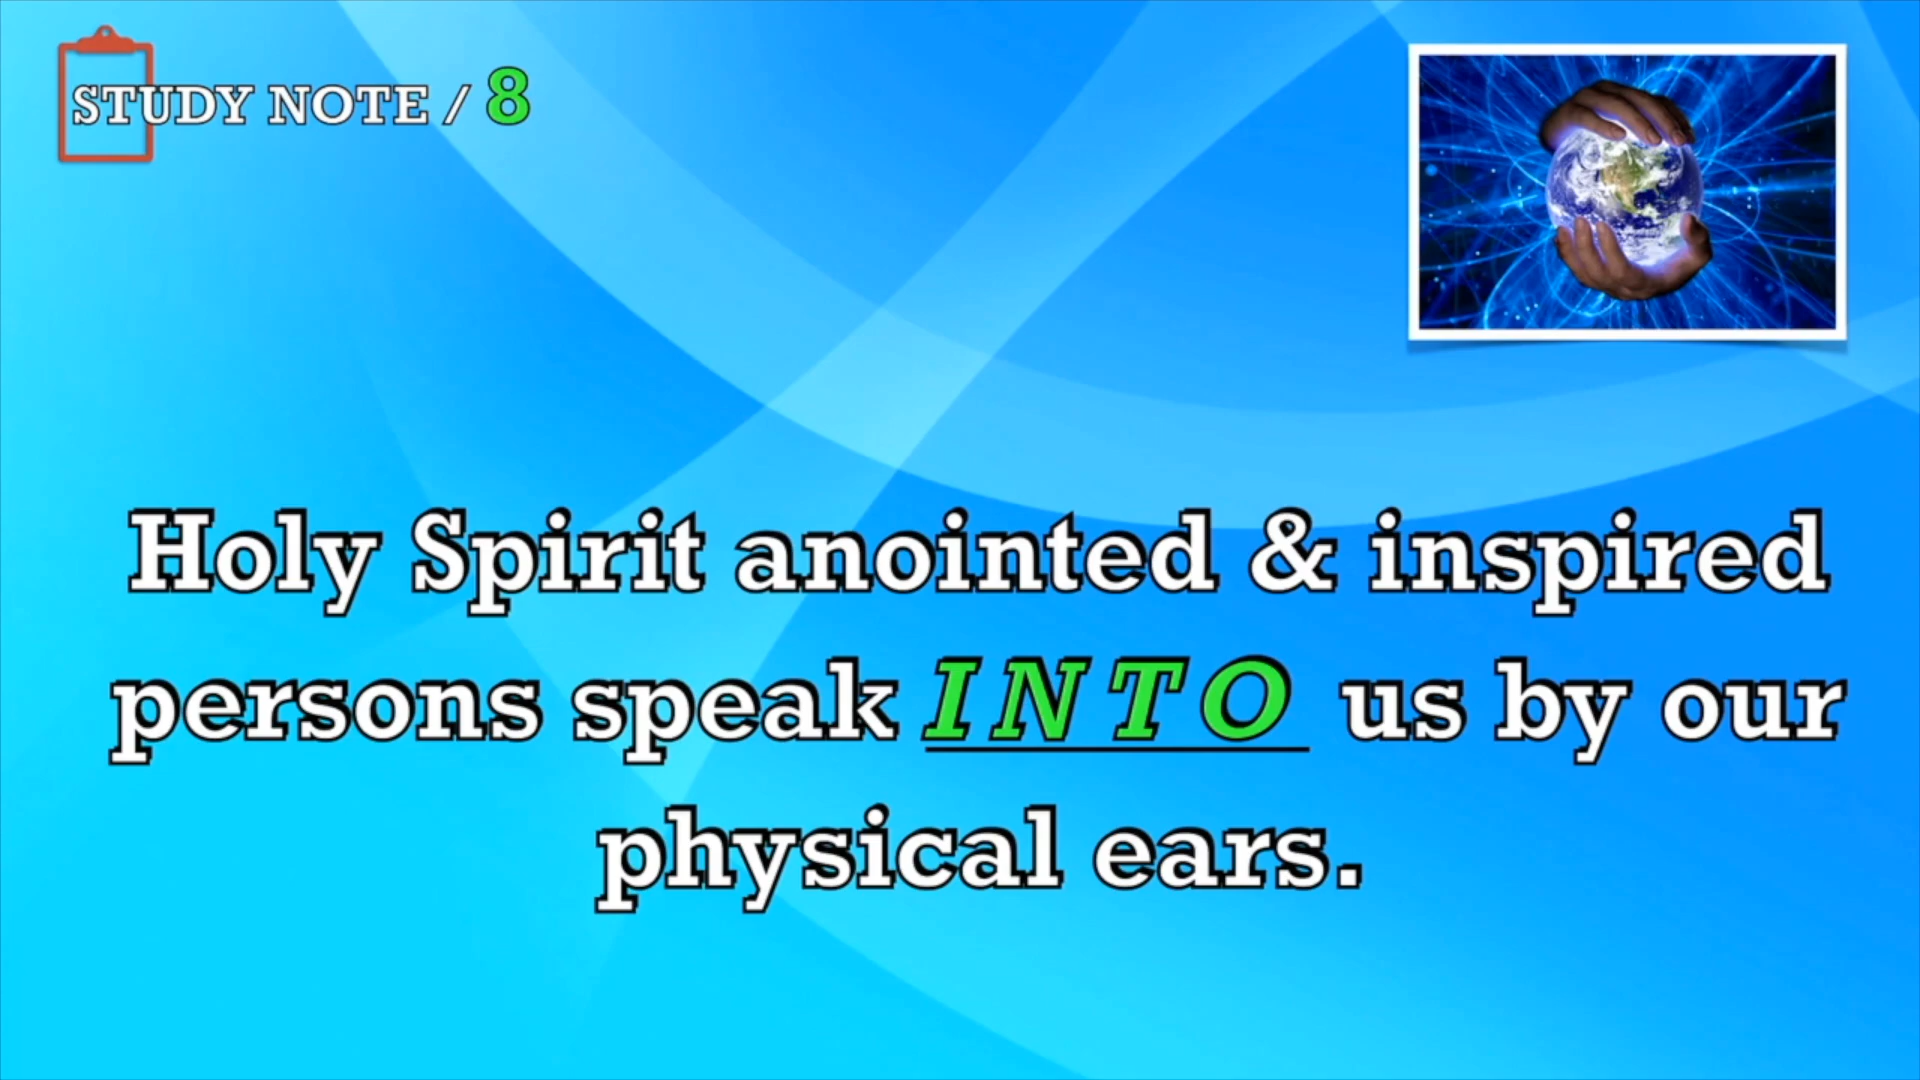 STUDY NOTE / 8
Holy Spirit anointed & inspired
persons speak INTO us by our
physical ears.